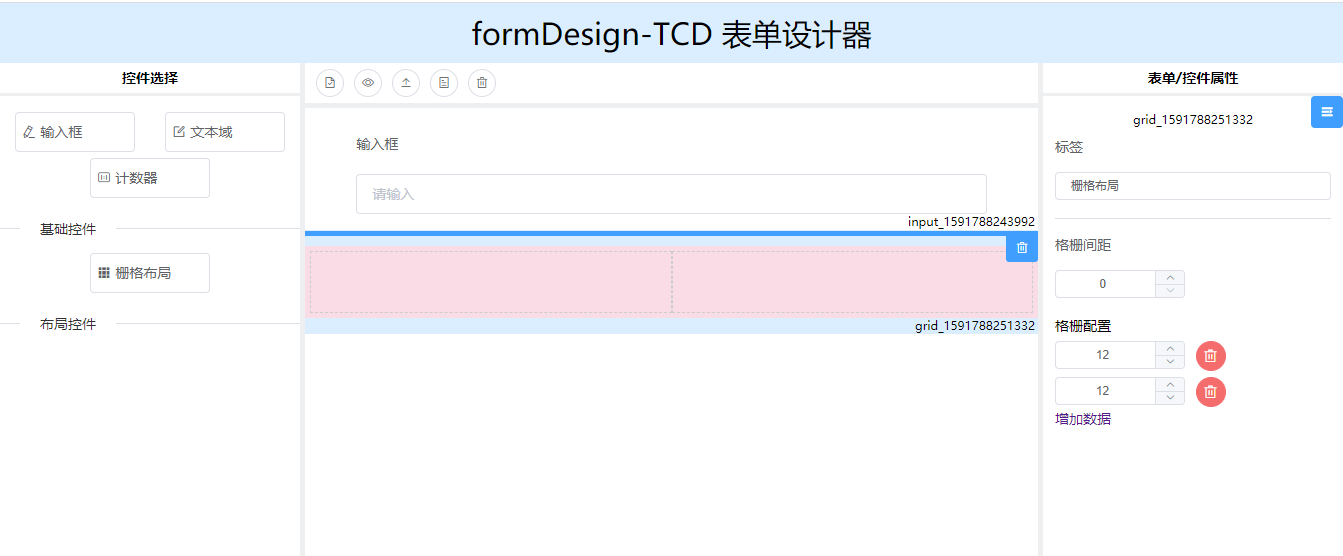 formDesign-TCD 表单设计器
控件选择
表单/控件属性
输入框
文本域
计数器
基础控件
栅格布局
布局控件
输入框
请输入
input_1591788243992
grid_1591788251332
grid_1591788251332
标签
栅格布局
格栅间距
0
格栅配置
12
12
增加数据